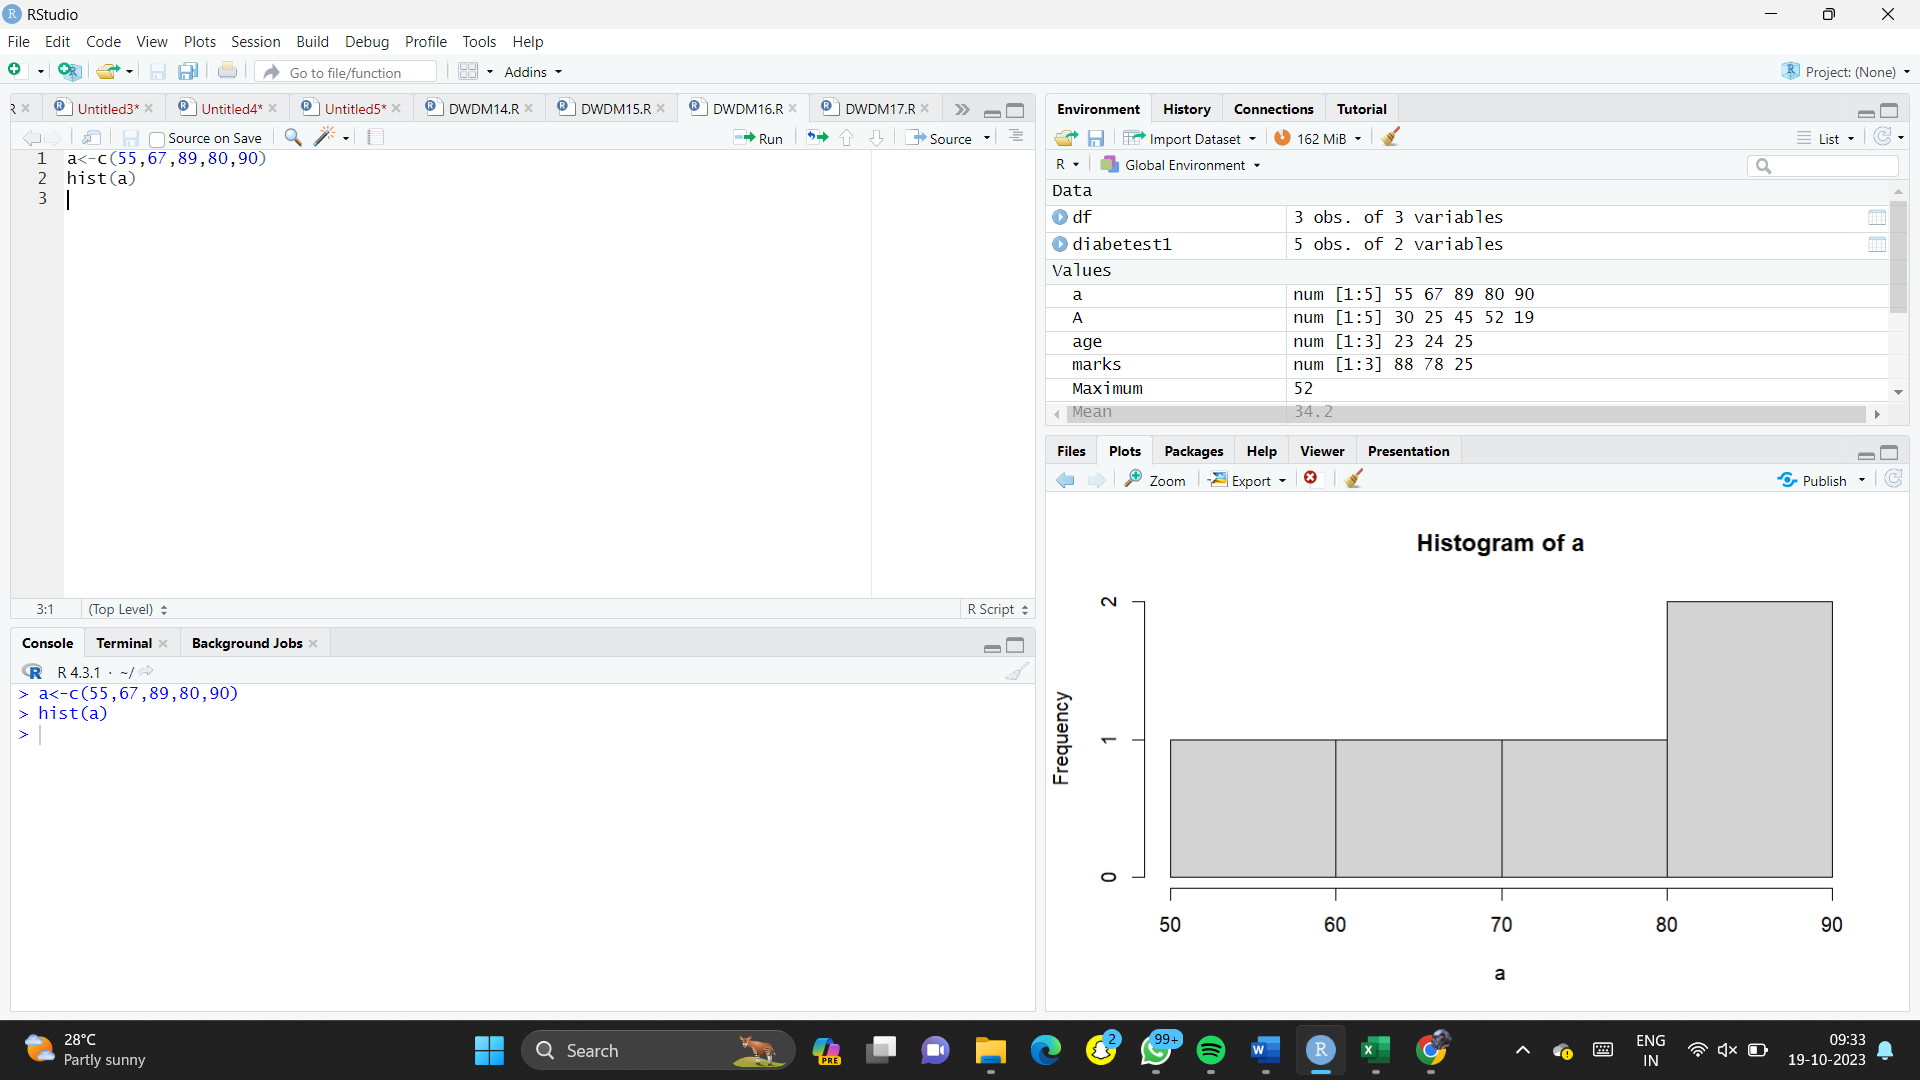 RStudio
File Edit Code View Plots Session Build Debug Profile Tools Help
Go to file/function Addins Project: (None)
R Untitled3* Untitled4* Untitled5* DWDM14.R DWDM15.R DWDM16.R DWDM17.R
Source on Save Run Source
1 a<-c(55,67,89,80,90)
2 hist(a)
3
3:1 (Top Level) R Script
Console Terminal Background Jobs
R 4.3.1 · ~/
> a<-c(55,67,89,80,90)
> hist(a)
>
Environment History Connections Tutorial
Import Dataset 162 MiB List
R Global Environment
Data
df 3 obs. of 3 variables
diabetest1 5 obs. of 2 variables
Values
a num [1:5] 55 67 89 80 90
A num [1:5] 30 25 45 52 19
age num [1:3] 23 24 25
marks num [1:3] 88 78 25
Maximum 52
Mean 34.2
Files Plots Packages Help Viewer Presentation
Zoom Export Publish
Histogram of a
Frequency
2
1
0
50 60 70 80 90
a
28°C
Partly sunny
Search
PRE
2
99+
ENG
IN
09:33
19-10-2023